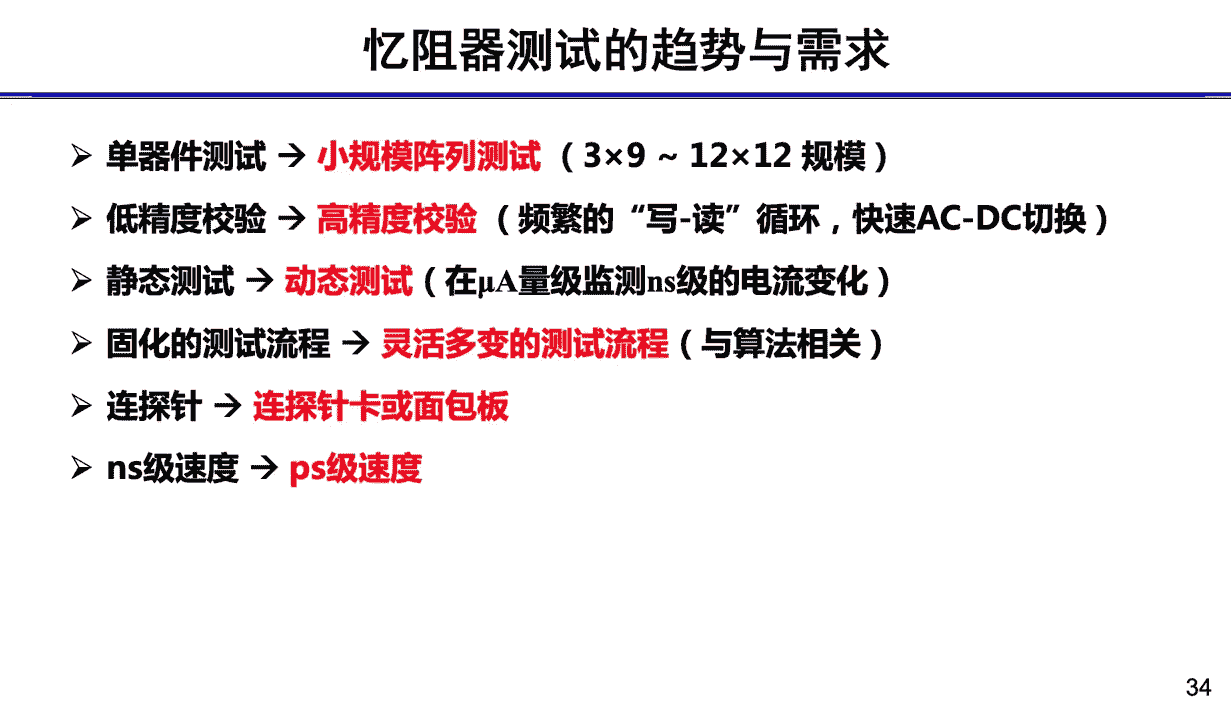 忆阻器测试的趋势与需求
➢ 单器件测试 → 小规模阵列测试（3×9 ~ 12×12 规模）
➢ 低精度校验 → 高精度校验（频繁的“写-读”循环，快速AC-DC切换）
➢ 静态测试 → 动态测试（在μA量级监测ns级的电流变化）
➢ 固化的测试流程 → 灵活多变的测试流程（与算法相关）
➢ 连探针 → 连探针卡或面包板
➢ ns级速度 → ps级速度
34